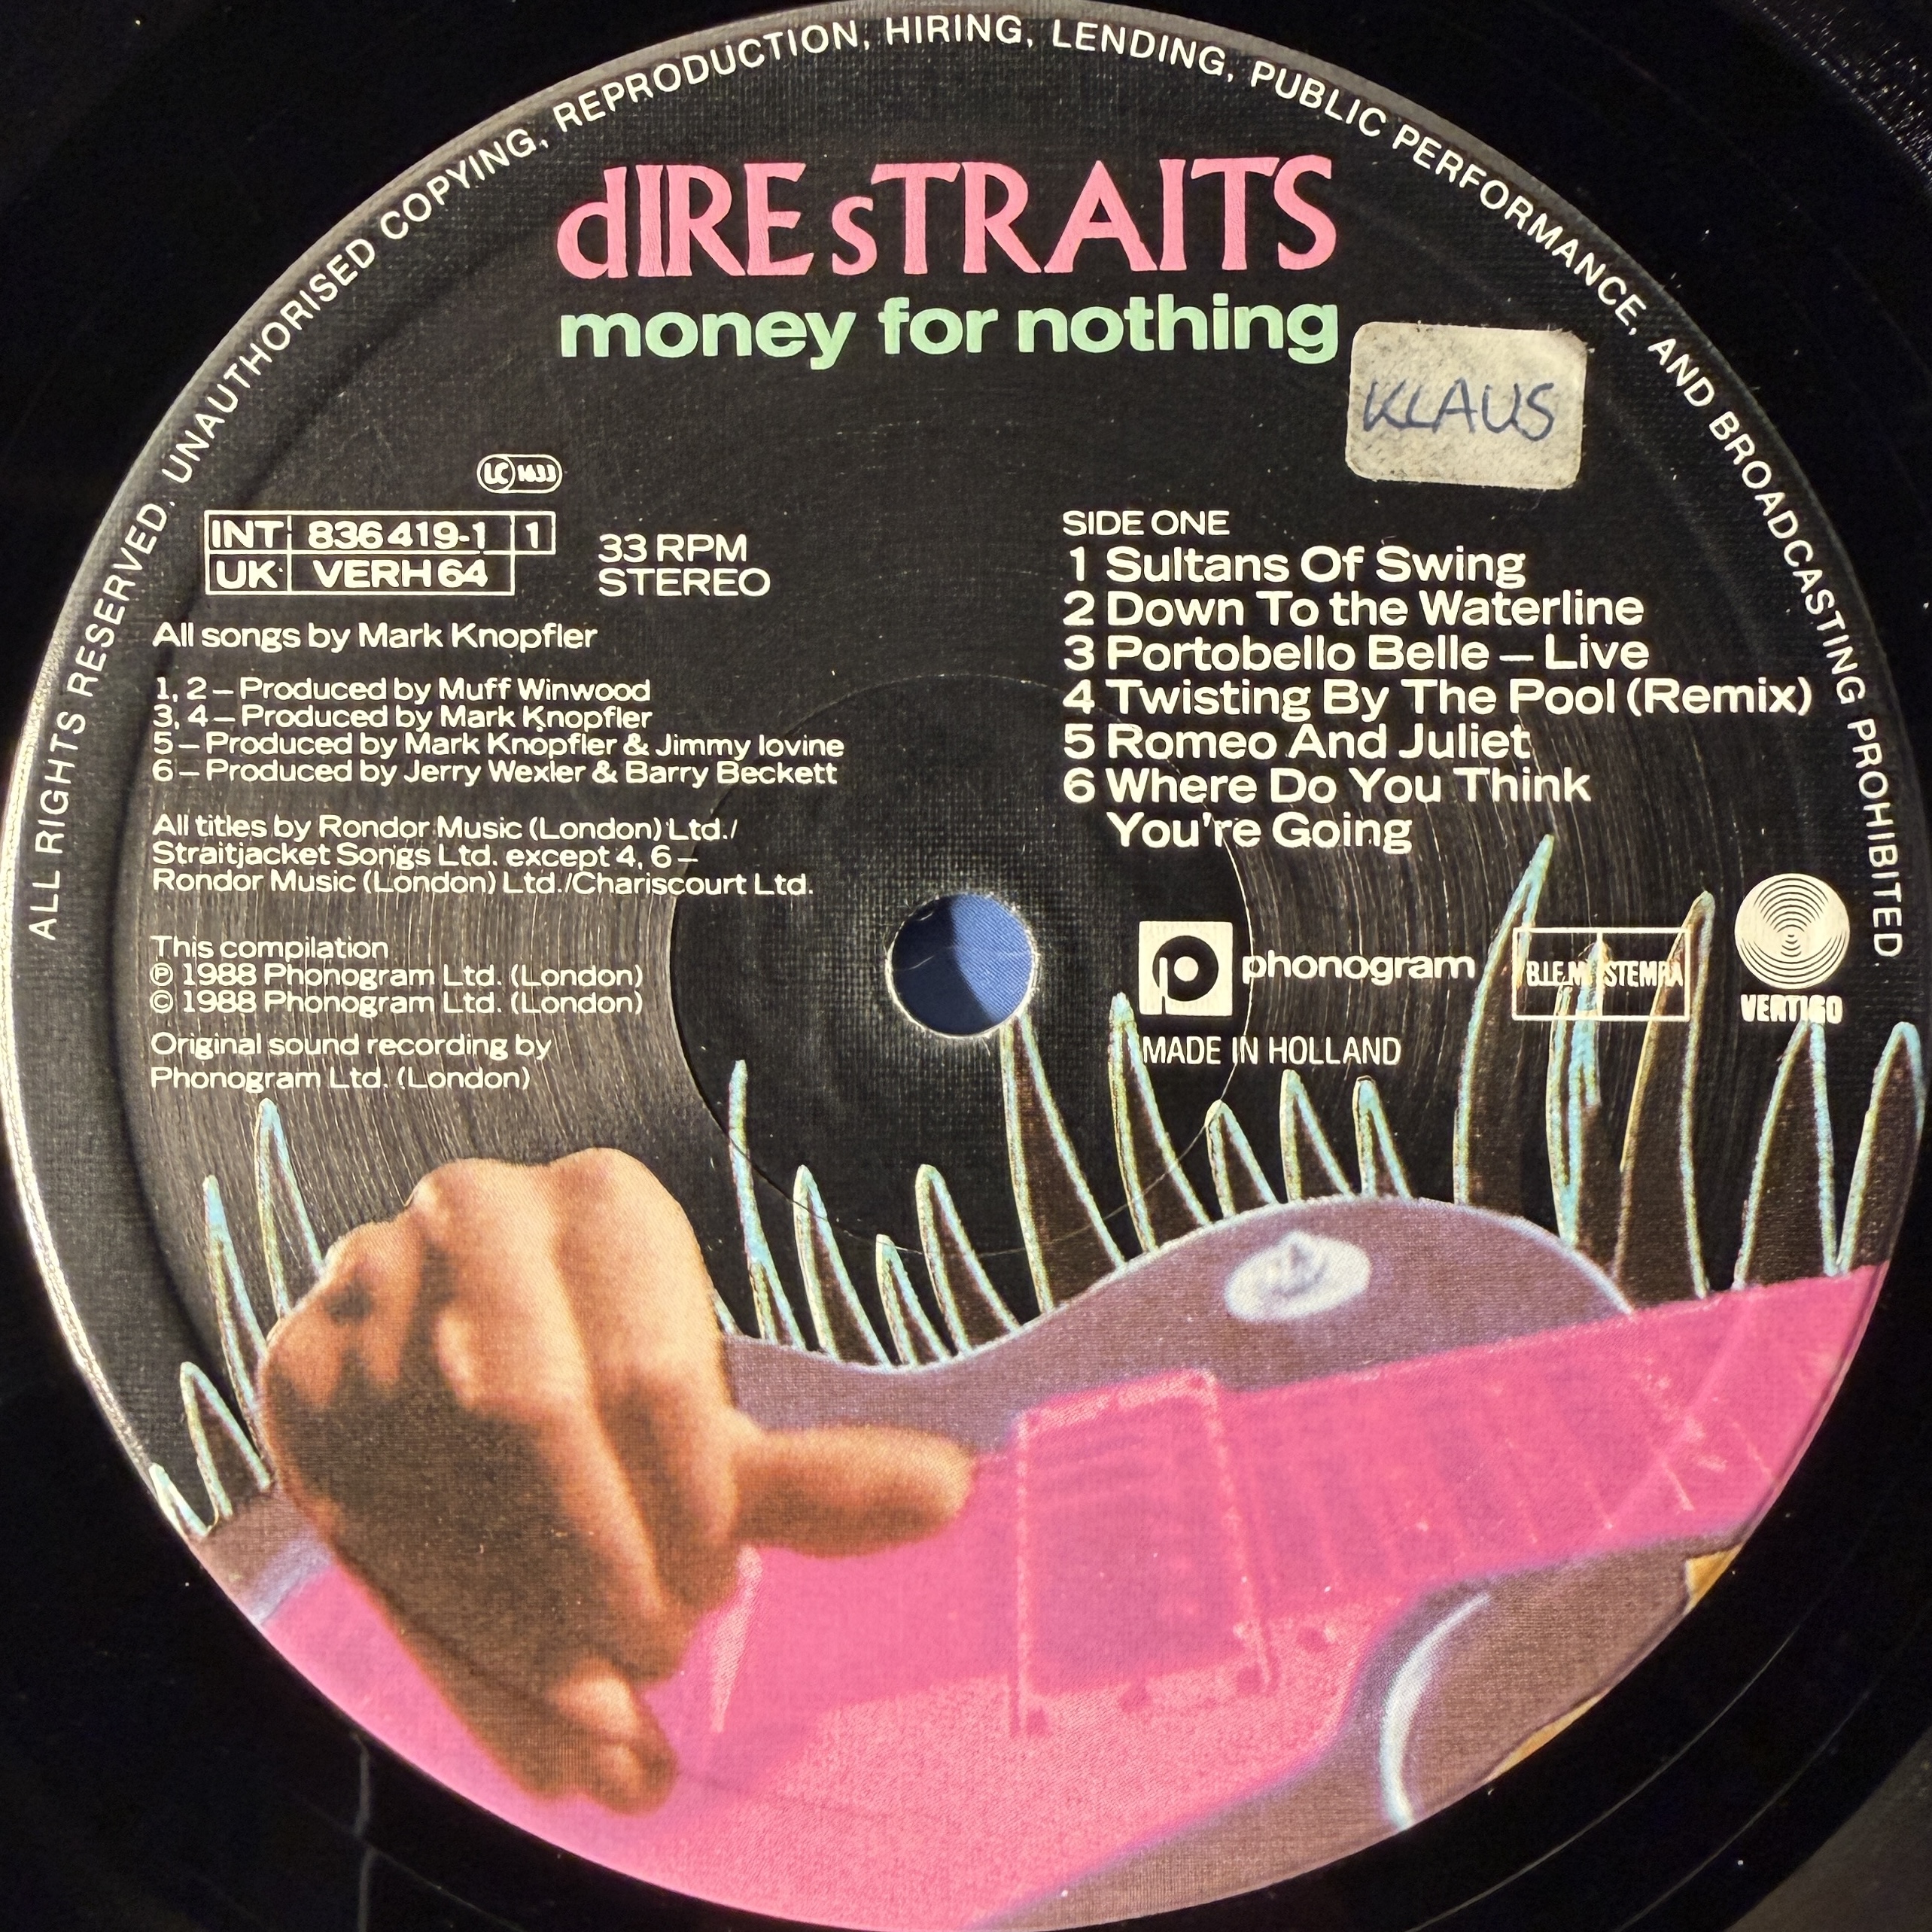 ALL RIGHTS RESERVED. UNAUTHORISED COPYING, REPRODUCTION, HIRING, LENDING, PUBLIC PERFORMANCE, AND BROADCASTING PROHIBITED.
dIRE sTRAITS
money for nothing
KLAUS
LC 1633
INT 836 419-1 1
UK VERH 64
33 RPM
STEREO
All songs by Mark Knopfler
1, 2 – Produced by Muff Winwood
3, 4 – Produced by Mark Knopfler
5 – Produced by Mark Knopfler & Jimmy Iovine
6 – Produced by Jerry Wexler & Barry Beckett
All titles by Rondor Music (London) Ltd./
Straitjacket Songs Ltd. except 4, 6 –
Rondor Music (London) Ltd./Chariscourt Ltd.
This compilation
℗ 1988 Phonogram Ltd. (London)
© 1988 Phonogram Ltd. (London)
Original sound recording by
Phonogram Ltd. (London)
SIDE ONE
1 Sultans Of Swing
2 Down To the Waterline
3 Portobello Belle – Live
4 Twisting By The Pool (Remix)
5 Romeo And Juliet
6 Where Do You Think
You're Going
phonogram
MADE IN HOLLAND
B.I.E.M. STEMRA
VERTIGO